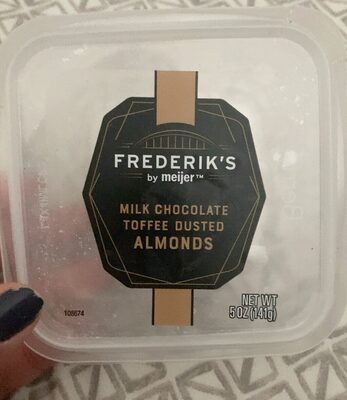 FREDERIK'S
by meijer™
MILK CHOCOLATE
TOFFEE DUSTED
ALMONDS
108674
NET WT
5 OZ (141g)